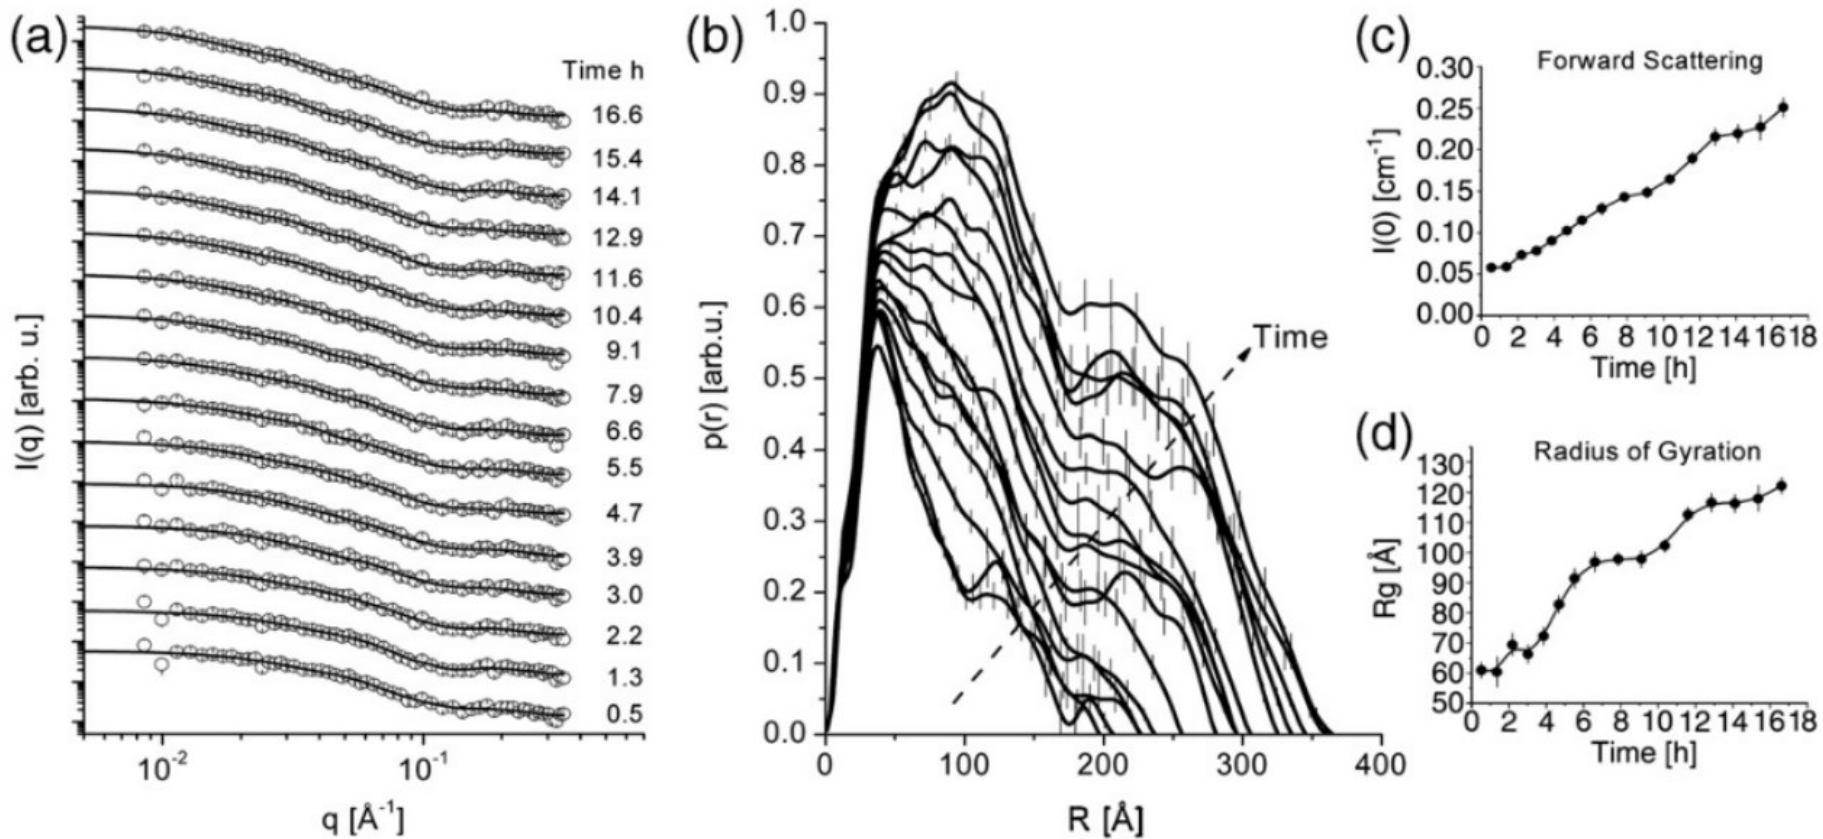 (a)
I(q) [arb. u.]
Time h
16.6
15.4
14.1
12.9
11.6
10.4
9.1
7.9
6.6
5.5
4.7
3.9
3.0
2.2
1.3
0.5
10⁻² 10⁻¹
q [Å⁻¹]
(b)
p(r) [arb.u.]
1.0
0.9
0.8
0.7
0.6
0.5
0.4
0.3
0.2
0.1
0.0
Time
0 100 200 300 400
R [Å]
(c)
Forward Scattering
I(0) [cm⁻¹]
0.30
0.25
0.20
0.15
0.10
0.05
0.00
0 2 4 6 8 10 12 14 16 18
Time [h]
(d)
Radius of Gyration
Rg [Å]
130
120
110
100
90
80
70
60
50
0 2 4 6 8 10 12 14 16 18
Time [h]